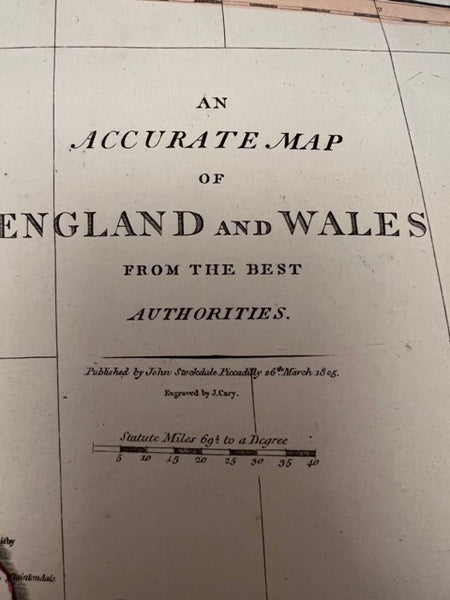 AN
ACCURATE MAP
OF
ENGLAND AND WALES
FROM THE BEST
AUTHORITIES.
Published by John Stockdale Piccadilly 26th March 1805.
Engraved by J. Cary.
Statute Miles 69½ to a Degree
5 10 15 20 25 30 35 40